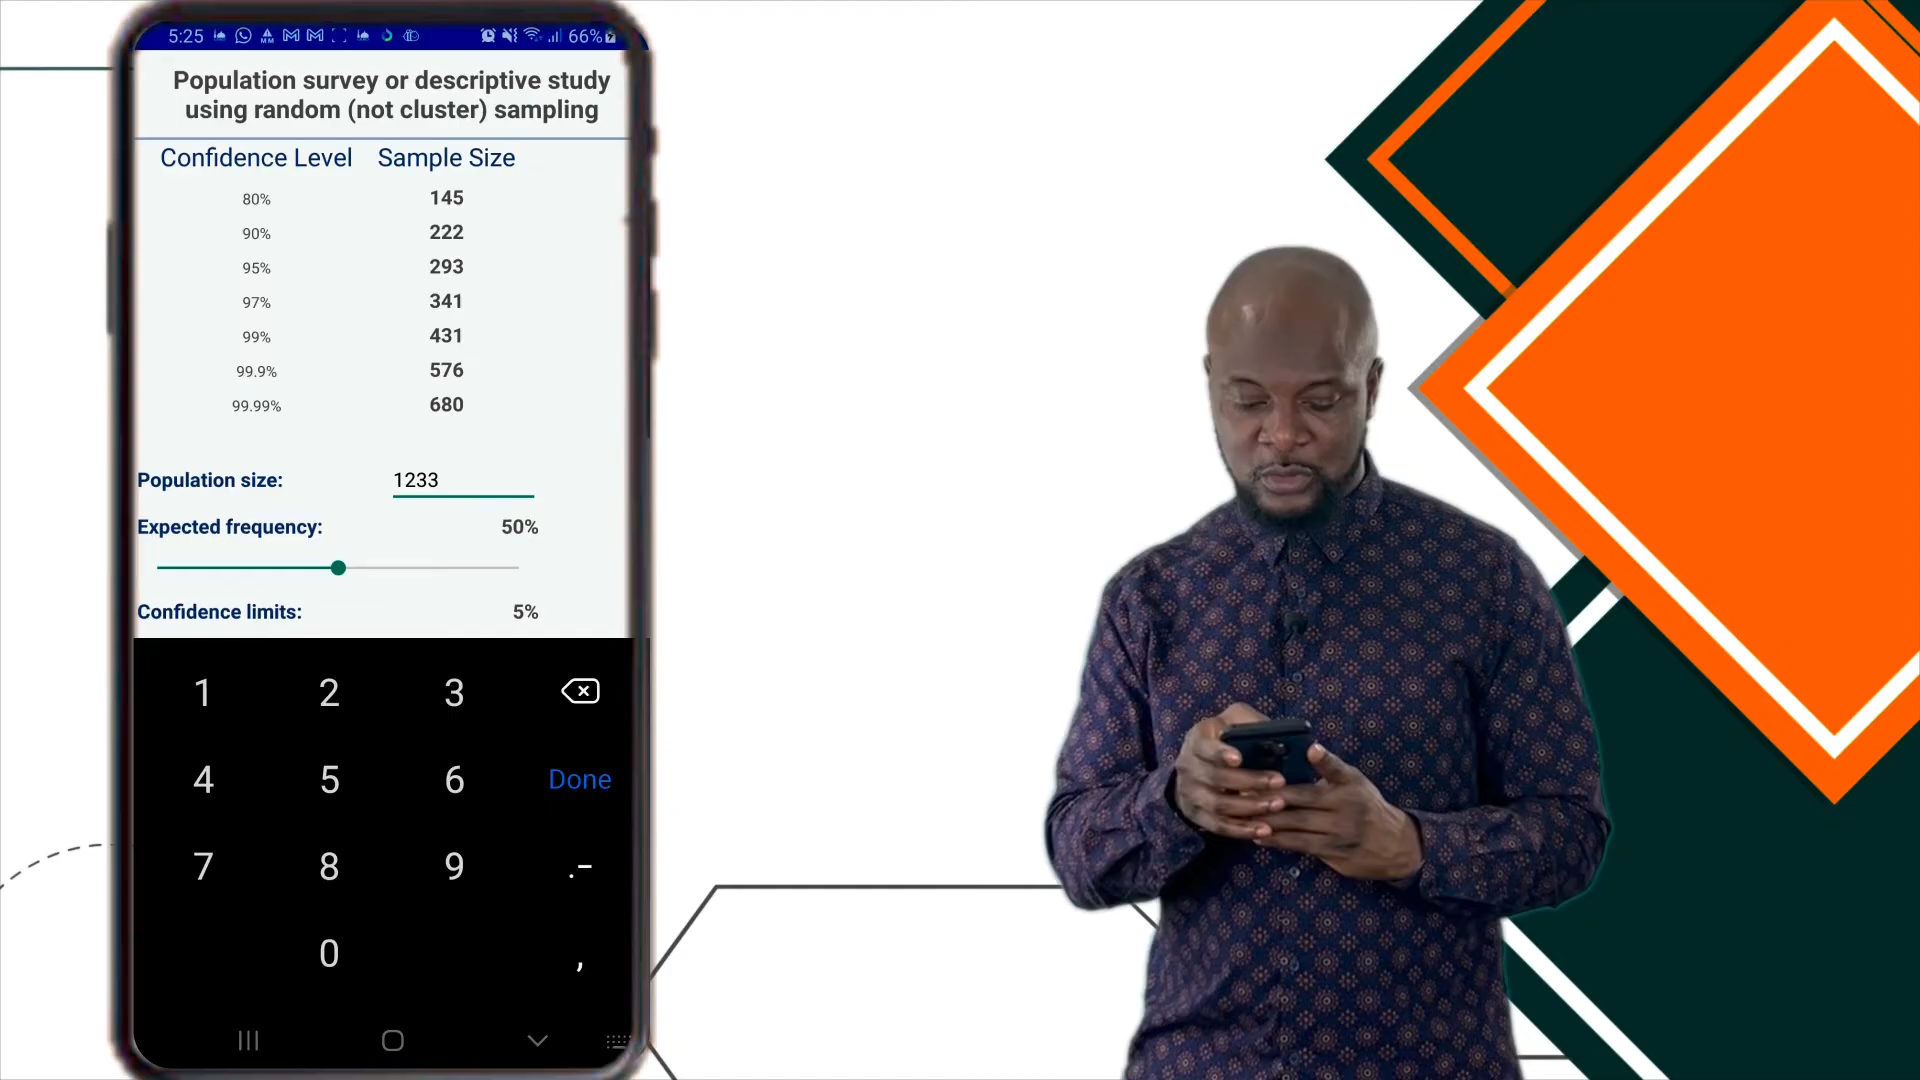 5:25 66%
Population survey or descriptive study
using random (not cluster) sampling
Confidence Level Sample Size
80% 145
90% 222
95% 293
97% 341
99% 431
99.9% 576
99.99% 680
Population size: 1233
Expected frequency: 50%
Confidence limits: 5%
1 2 3
4 5 6 Done
7 8 9 .-
0 ,